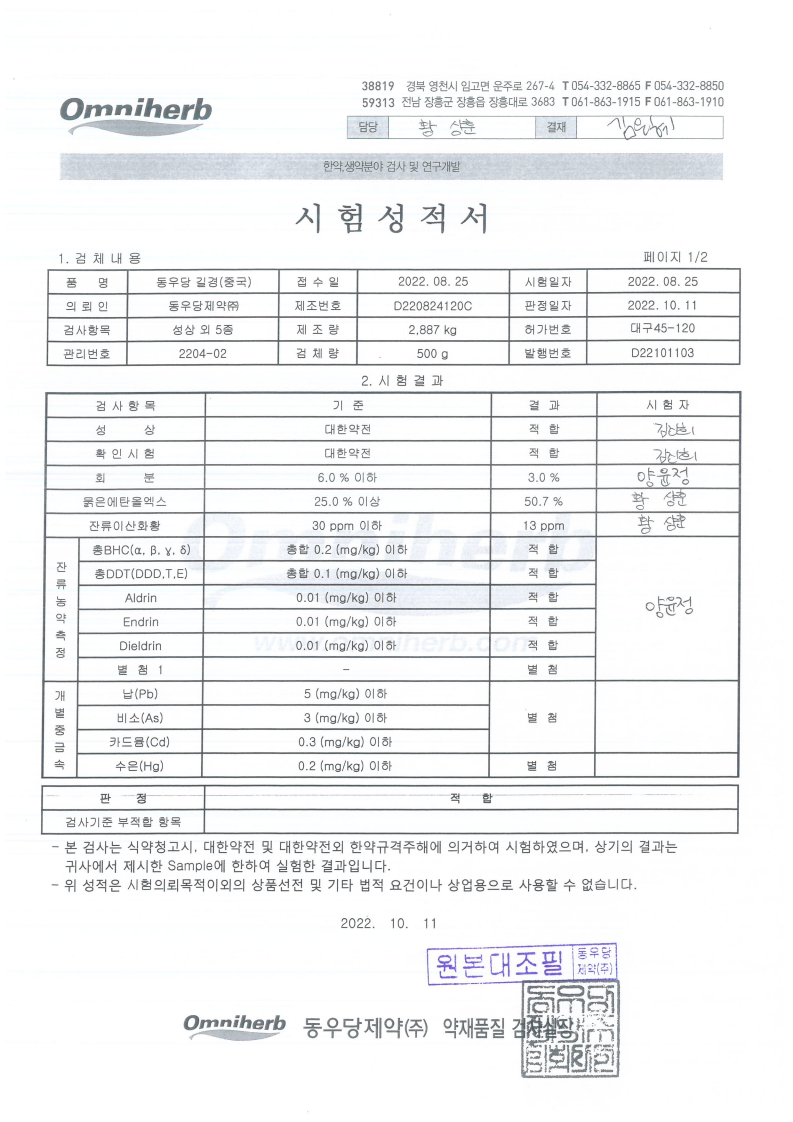 Omniherb
38819 경북 영천시 임고면 운주로 267-4 T 054-332-8865 F 054-332-8850
59313 전남 장흥군 장흥읍 장흥대로 3683 T 061-863-1915 F 061-863-1910
담당 황 상훈 결재
한약,생약분야 검사 및 연구개발
시험성적서
1. 검 체 내 용 페이지 1/2
품 명 동우당 길경(중국) 접 수 일 2022. 08. 25 시험일자 2022. 08. 25
의 뢰 인 동우당제약㈜ 제조번호 D220824120C 판정일자 2022. 10. 11
검사항목 성상 외 5종 제 조 량 2,887 kg 허가번호 대구45-120
관리번호 2204-02 검 체 량 500 g 발행번호 D22101103
2. 시 험 결 과
검 사 항 목 기 준 결 과 시 험 자
성 상 대한약전 적 합
확 인 시 험 대한약전 적 합
회 분 6.0 % 이하 3.0 % 양윤정
묽은에탄올엑스 25.0 % 이상 50.7 % 황 상훈
잔류이산화황 30 ppm 이하 13 ppm 황 상훈
잔류농약측정
총BHC(α, β, γ, δ) 총합 0.2 (mg/kg) 이하 적 합
총DDT(DDD,T,E) 총합 0.1 (mg/kg) 이하 적 합
Aldrin 0.01 (mg/kg) 이하 적 합
Endrin 0.01 (mg/kg) 이하 적 합
Dieldrin 0.01 (mg/kg) 이하 적 합
별 첨 1 - 별 첨
양윤정
Omniherb
www.omniherb.com
개별중금속
납(Pb) 5 (mg/kg) 이하
비소(As) 3 (mg/kg) 이하 별 첨
카드뮴(Cd) 0.3 (mg/kg) 이하
수은(Hg) 0.2 (mg/kg) 이하 별 첨
판 정 적 합
검사기준 부적합 항목
- 본 검사는 식약청고시, 대한약전 및 대한약전외 한약규격주해에 의거하여 시험하였으며, 상기의 결과는
귀사에서 제시한 Sample에 한하여 실험한 결과입니다.
- 위 성적은 시험의뢰목적이외의 상품선전 및 기타 법적 요건이나 상업용으로 사용할 수 없습니다.
2022. 10. 11
원본대조필 동우당
제약(주)
Omniherb 동우당제약(주) 약재품질 검사실장